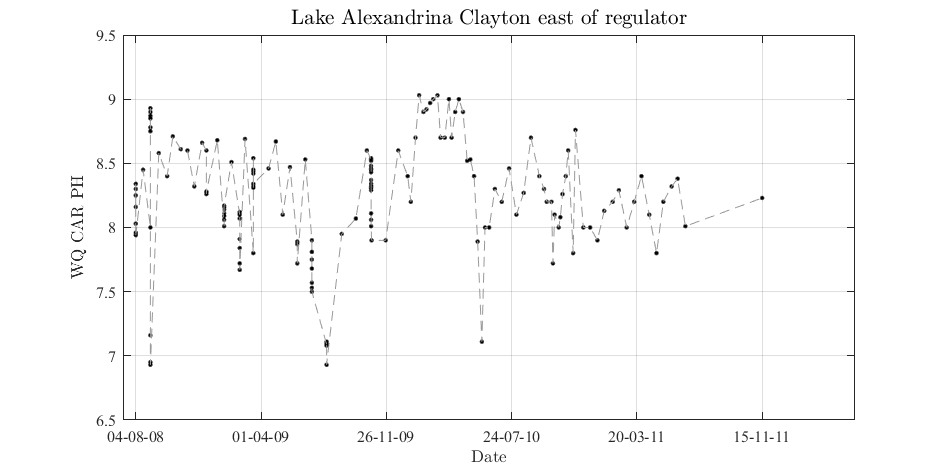 Lake Alexandrina Clayton east of regulator
9.5
9
8.5
8
7.5
7
6.5
WQ CAR PH
04-08-08 01-04-09 26-11-09 24-07-10 20-03-11 15-11-11
Date